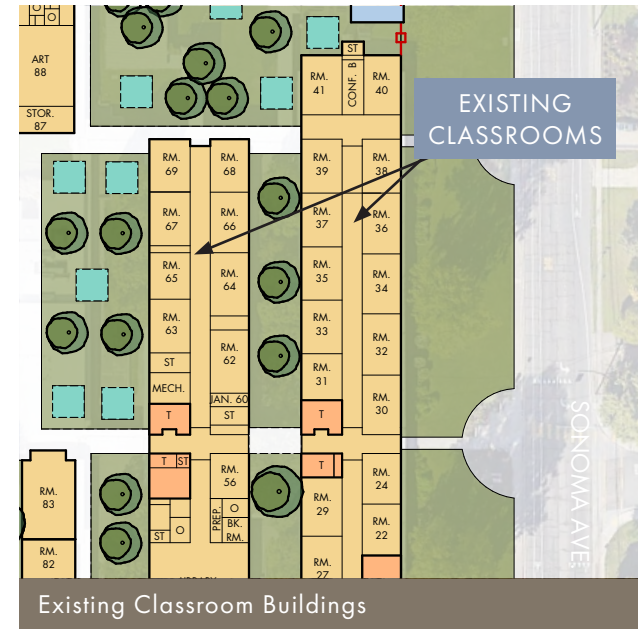 ART
88
STOR.
87
ST
RM.
41
CONF. B
RM.
40
EXISTING
CLASSROOMS
RM.
69
RM.
68
RM.
39
RM.
38
RM.
67
RM.
66
RM.
37
RM.
36
RM.
65
RM.
64
RM.
35
RM.
34
RM.
63
RM.
62
RM.
33
RM.
32
ST
RM.
31
MECH.
JAN. 60
RM.
30
T
ST
T
SONOMA AVE
T
ST
RM.
56
T
RM.
24
RM.
83
RM.
29
PREP.
BK.
RM.
ST
RM.
22
RM.
82
RM.
27
Existing Classroom Buildings